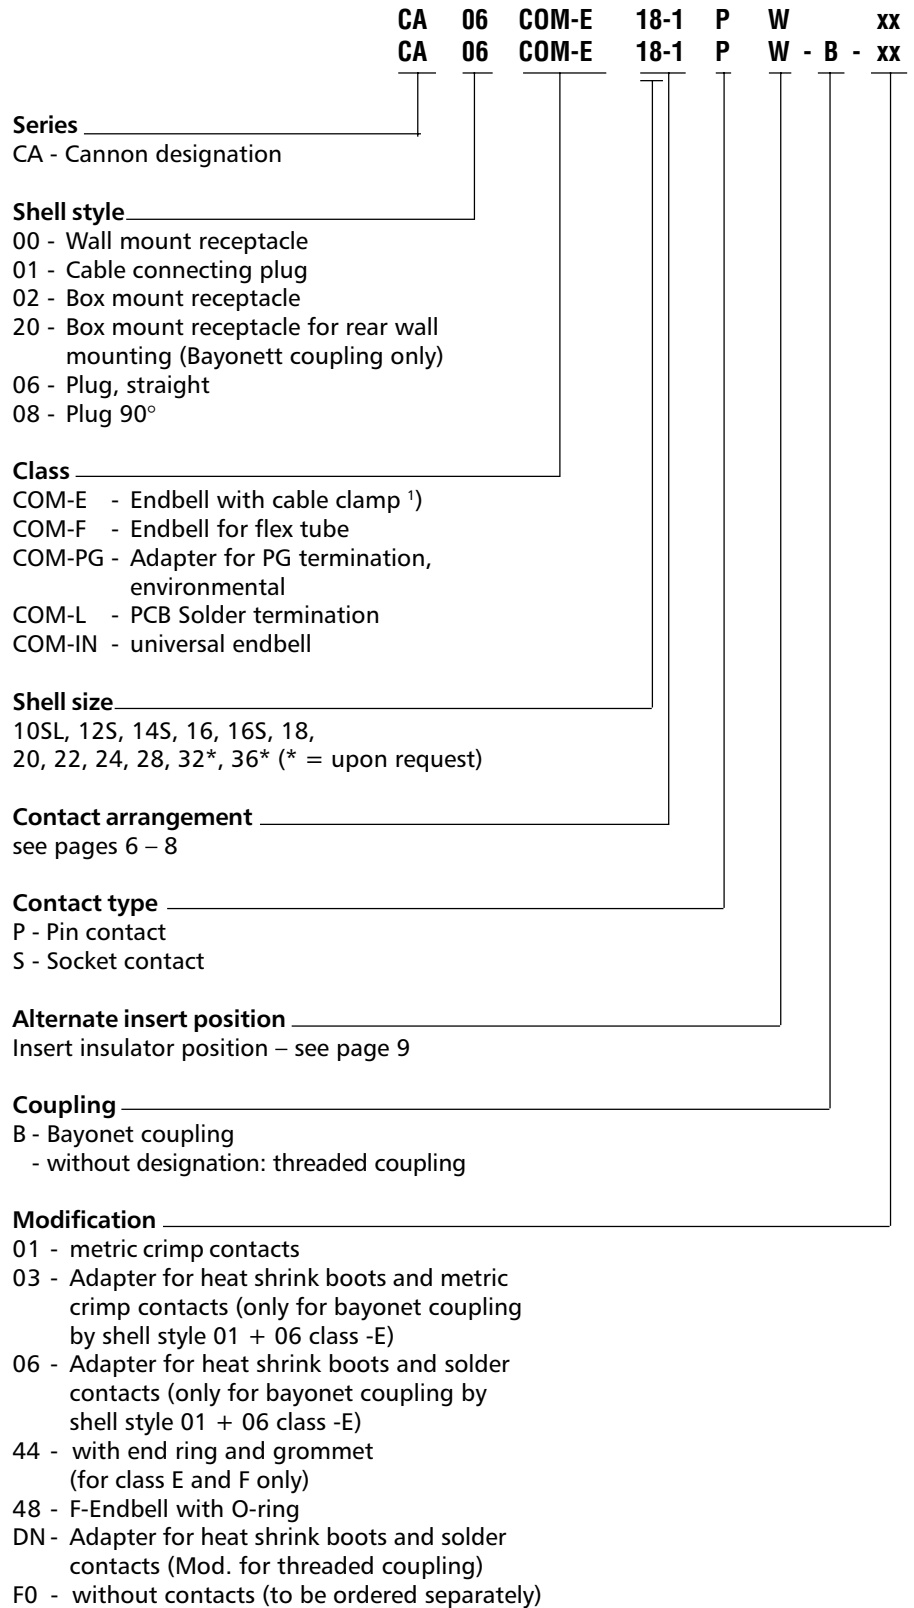 CA 06 COM-E 18-1 P W xx
CA 06 COM-E 18-1 P W - B - xx
Series
CA - Cannon designation
Shell style
00 - Wall mount receptacle
01 - Cable connecting plug
02 - Box mount receptacle
20 - Box mount receptacle for rear wall
mounting (Bayonett coupling only)
06 - Plug, straight
08 - Plug 90°
Class
COM-E - Endbell with cable clamp ¹)
COM-F - Endbell for flex tube
COM-PG - Adapter for PG termination,
environmental
COM-L - PCB Solder termination
COM-IN - universal endbell
Shell size
10SL, 12S, 14S, 16, 16S, 18,
20, 22, 24, 28, 32*, 36* (* = upon request)
Contact arrangement
see pages 6 – 8
Contact type
P - Pin contact
S - Socket contact
Alternate insert position
Insert insulator position – see page 9
Coupling
B - Bayonet coupling
- without designation: threaded coupling
Modification
01 - metric crimp contacts
03 - Adapter for heat shrink boots and metric
crimp contacts (only for bayonet coupling
by shell style 01 + 06 class -E)
06 - Adapter for heat shrink boots and solder
contacts (only for bayonet coupling by
shell style 01 + 06 class -E)
44 - with end ring and grommet
(for class E and F only)
48 - F-Endbell with O-ring
DN - Adapter for heat shrink boots and solder
contacts (Mod. for threaded coupling)
F0 - without contacts (to be ordered separately)